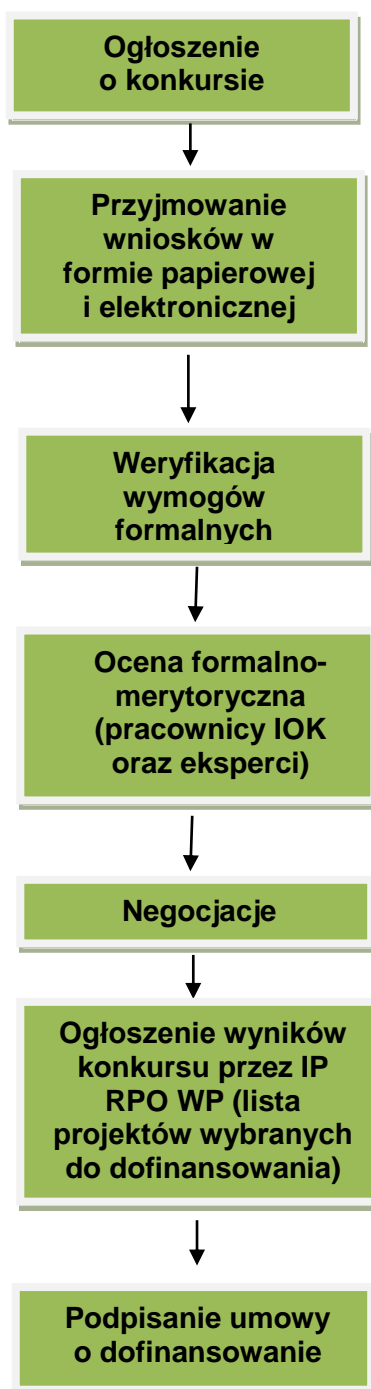 Ogłoszenie
o konkursie
Przyjmowanie
wniosków w
formie papierowej
i elektronicznej
Weryfikacja
wymogów
formalnych
Ocena formalno-
merytoryczna
(pracownicy IOK
oraz eksperci)
Negocjacje
Ogłoszenie wyników
konkursu przez IP
RPO WP (lista
projektów wybranych
do dofinansowania)
Podpisanie umowy
o dofinansowanie